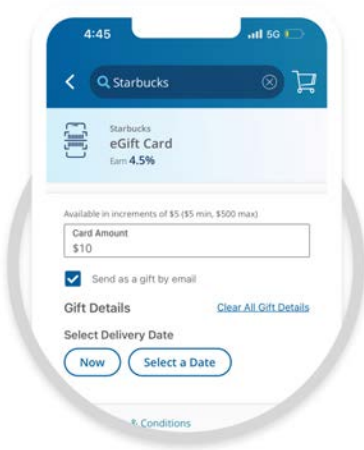 4:45 5G
Starbucks
Starbucks
eGift Card
Earn 4.5%
Available in increments of $5 ($5 min, $500 max)
Card Amount
$10
Send as a gift by email
Gift Details Clear All Gift Details
Select Delivery Date
Now Select a Date
& Conditions